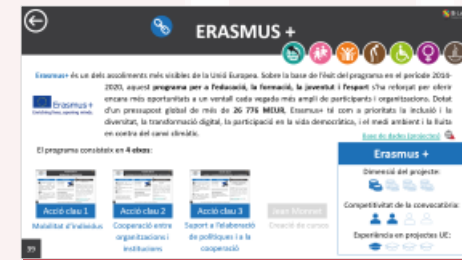 ERASMUS +
Erasmus+ és un dels assoliments més visibles de la Unió Europea. Sobre la base de l'èxit del programa en el període 2014-
2020, aquest programa per a l'educació, la formació, la joventut i l'esport s'ha reforçat per oferir
encara més oportunitats a un ventall cada vegada més ampli de participants i organitzacions. Dotat
d'un pressupost global de més de 26 776 MEUR, Erasmus+ té com a prioritats la inclusió i la
diversitat, la transformació digital, la participació en la vida democràtica, i el medi ambient i la lluita
en contra del canvi climàtic.
Erasmus+
Base de dades (projectes)
El programa consisteix en 4 eixos:
Acció clau 1
Mobilitat d'individus
Acció clau 2
Cooperació entre
organitzacions i
institucions
Acció clau 3
Suport a l'elaboració
de polítiques i a la
cooperació
Jean Monnet
Creació de cursos
Erasmus +
Dimensió del projecte:
Competitivitat de la convocatòria:
Experiència en projectes UE:
39